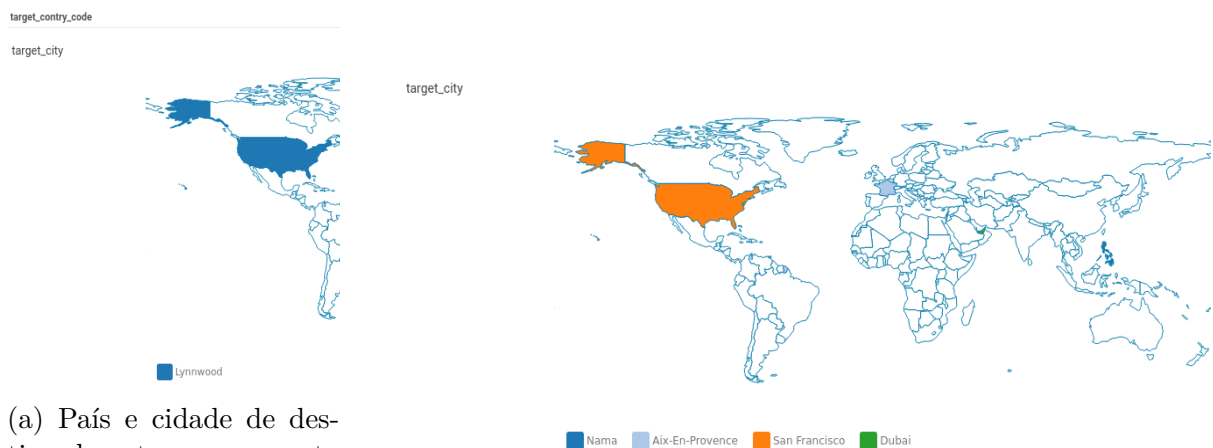 target_contry_code
target_city
target_city
Lynnwood
(a) País e cidade de des-
Nama Aix-En-Provence San Francisco Dubai